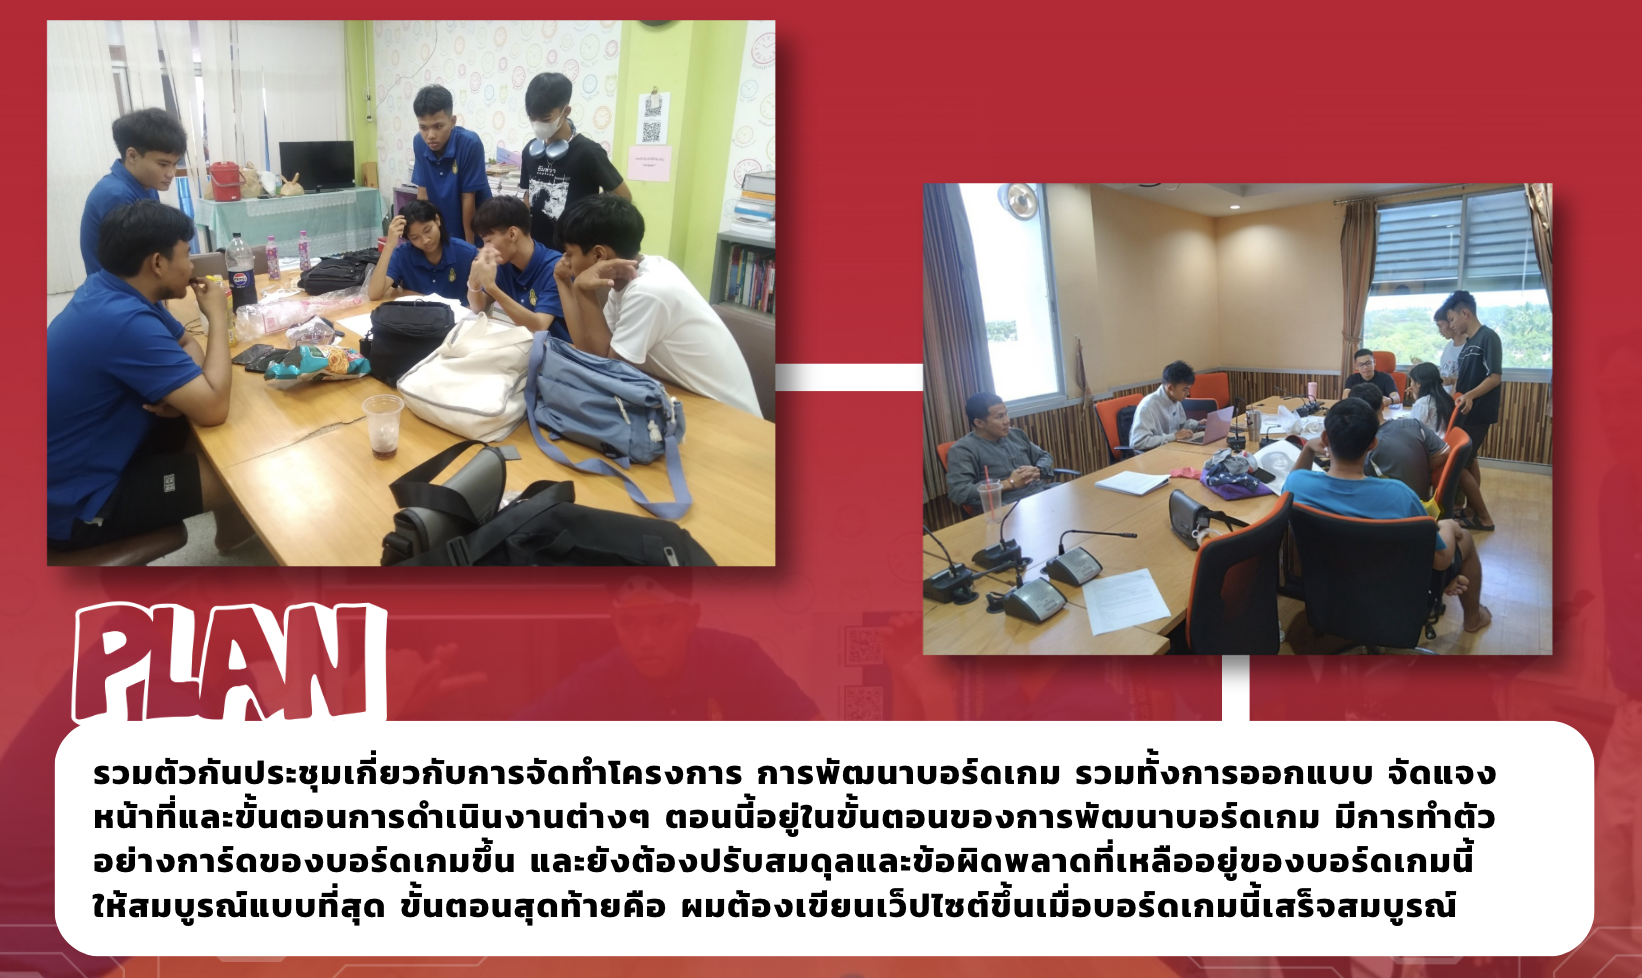 PLAN
รวมตัวกันประชุมเกี่ยวกับการจัดทำโครงการ การพัฒนาบอร์ดเกม รวมทั้งการออกแบบ จัดแจง
หน้าที่และขั้นตอนการดำเนินงานต่างๆ ตอนนี้อยู่ในขั้นตอนของการพัฒนาบอร์ดเกม มีการทำตัว
อย่างการ์ดของบอร์ดเกมขึ้น และยังต้องปรับสมดุลและข้อผิดพลาดที่เหลืออยู่ของบอร์ดเกมนี้
ให้สมบูรณ์แบบที่สุด ขั้นตอนสุดท้ายคือ ผมต้องเขียนเว็ปไซต์ขึ้นเมื่อบอร์ดเกมนี้เสร็จสมบูรณ์